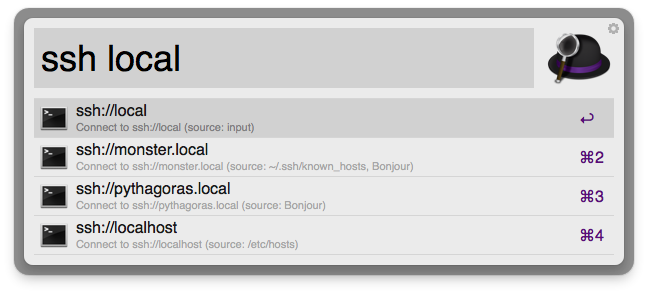 ssh local
ssh://local
Connect to ssh://local (source: input)
↩
ssh://monster.local
Connect to ssh://monster.local (source: ~/.ssh/known_hosts, Bonjour)
⌘2
ssh://pythagoras.local
Connect to ssh://pythagoras.local (source: Bonjour)
⌘3
ssh://localhost
Connect to ssh://localhost (source: /etc/hosts)
⌘4